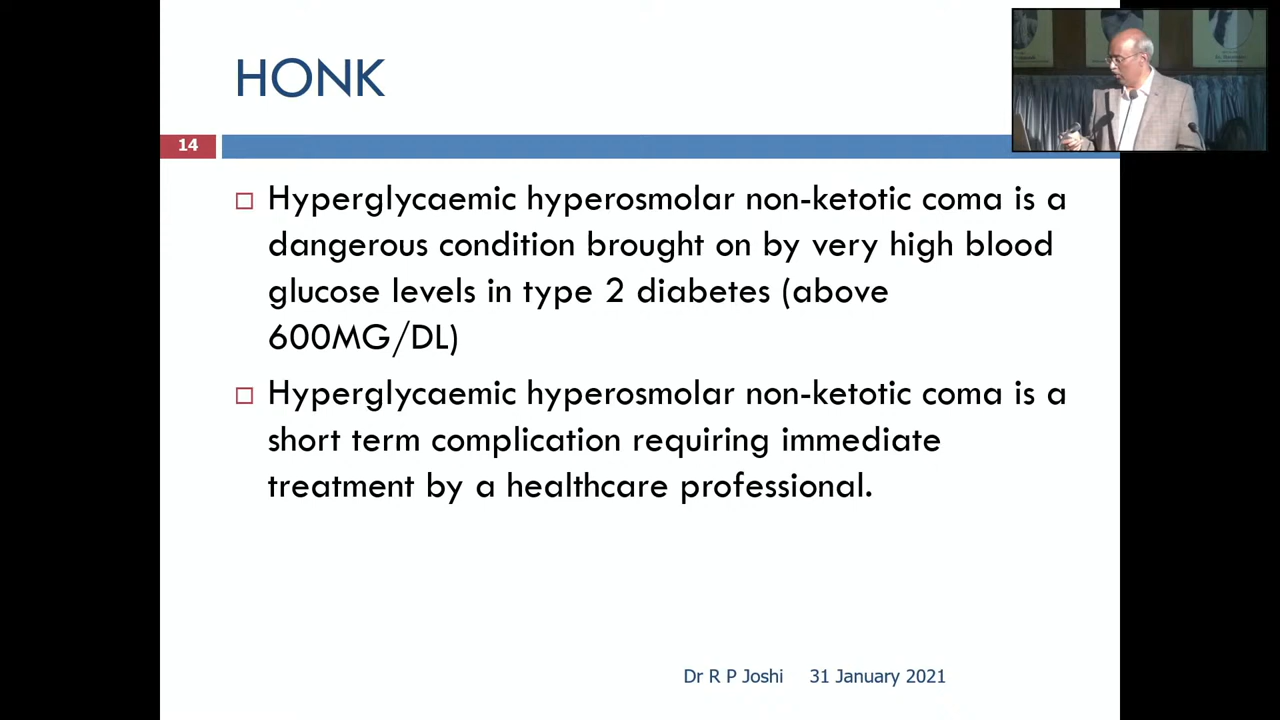 HONK
14
Hyperglycaemic hyperosmolar non-ketotic coma is a
dangerous condition brought on by very high blood
glucose levels in type 2 diabetes (above
600MG/DL)
Hyperglycaemic hyperosmolar non-ketotic coma is a
short term complication requiring immediate
treatment by a healthcare professional.
Dr R P Joshi 31 January 2021